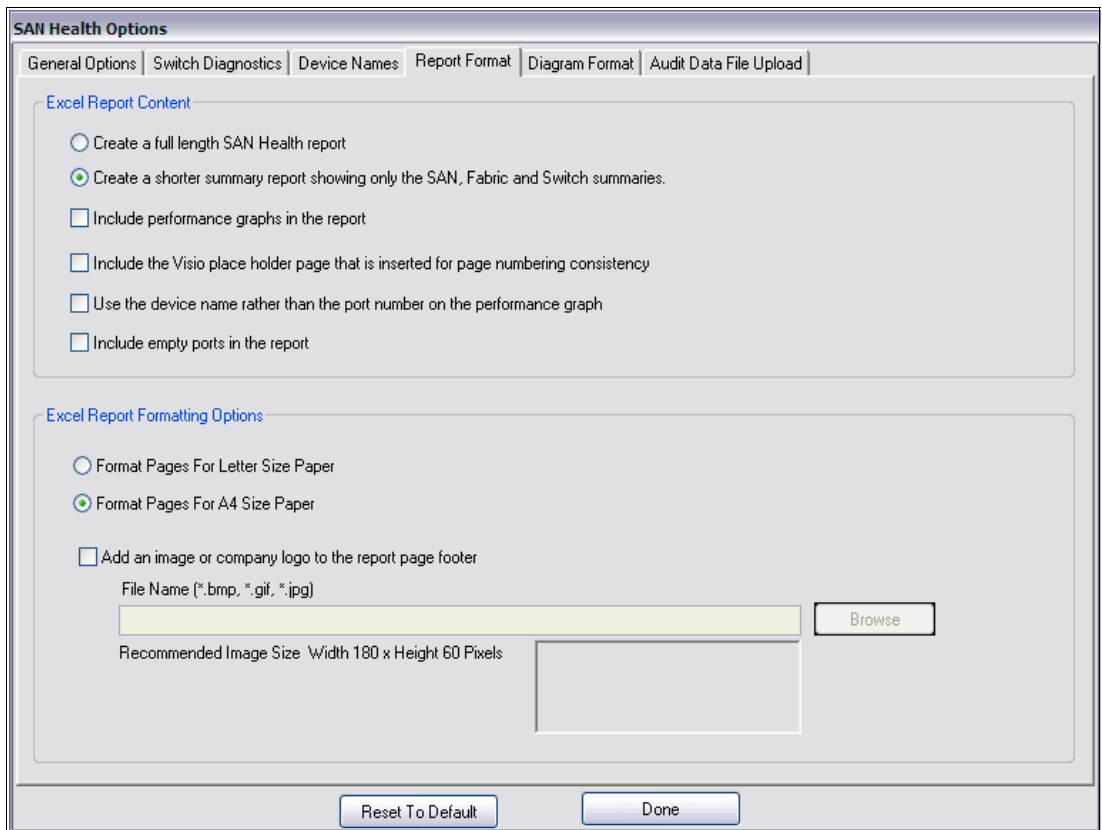 SAN Health Options
General Options Switch Diagnostics Device Names Report Format Diagram Format Audit Data File Upload
Excel Report Content
Create a full length SAN Health report
Create a shorter summary report showing only the SAN, Fabric and Switch summaries.
Include performance graphs in the report
Include the Visio place holder page that is inserted for page numbering consistency
Use the device name rather than the port number on the performance graph
Include empty ports in the report
Excel Report Formatting Options
Format Pages For Letter Size Paper
Format Pages For A4 Size Paper
Add an image or company logo to the report page footer
File Name (*.bmp, *.gif, *.jpg)
Browse
Recommended Image Size Width 180 x Height 60 Pixels
Reset To Default Done